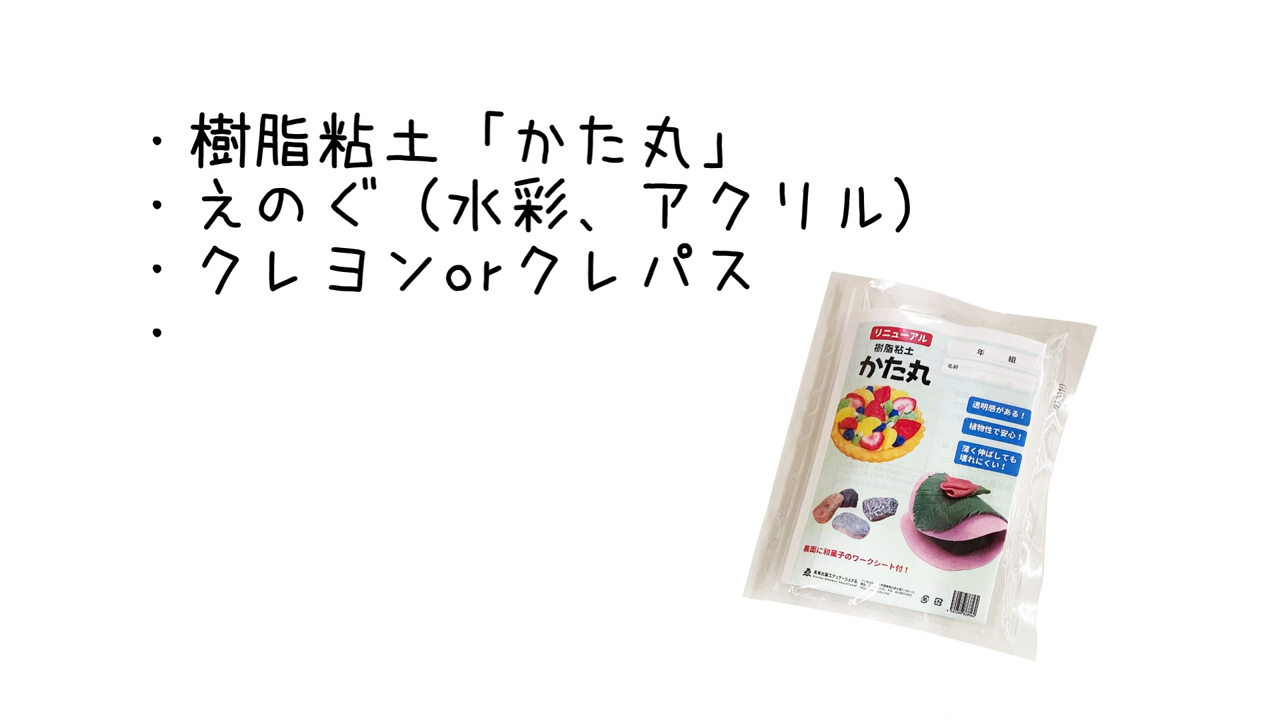 ・樹脂粘土「かた丸」
・えのぐ（水彩、アクリル）
・クレヨンorクレパス
・
リニューアル
樹脂粘土
かた丸
年 組
名前
透明感がある！
植物性で安心！
薄く伸ばしても
壊れにくい！
裏面に和菓子のワークシート付！